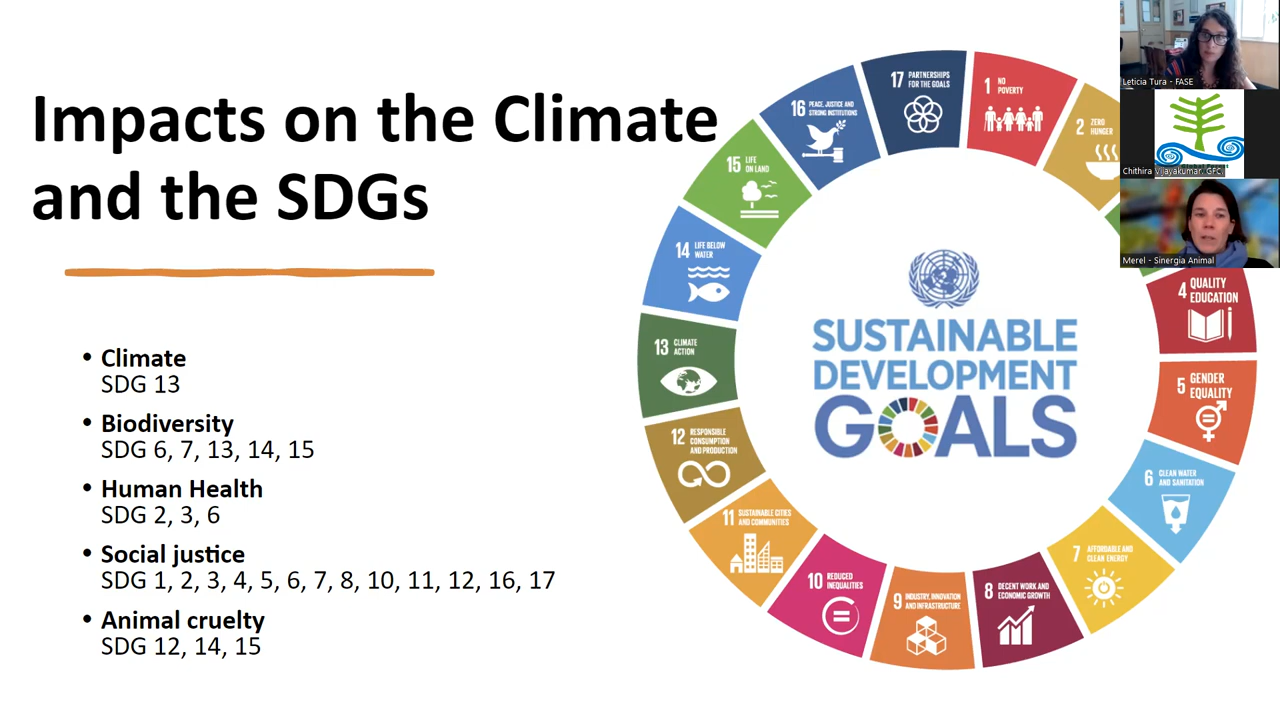 Impacts on the Climate
and the SDGs
• Climate
SDG 13
• Biodiversity
SDG 6, 7, 13, 14, 15
• Human Health
SDG 2, 3, 6
• Social justice
SDG 1, 2, 3, 4, 5, 6, 7, 8, 10, 11, 12, 16, 17
• Animal cruelty
SDG 12, 14, 15
SUSTAINABLE
DEVELOPMENT
GOALS
1 NO
POVERTY
2 ZERO
HUNGER
4 QUALITY
EDUCATION
5 GENDER
EQUALITY
6 CLEAN WATER
AND SANITATION
7 AFFORDABLE AND
CLEAN ENERGY
8 DECENT WORK AND
ECONOMIC GROWTH
9 INDUSTRY, INNOVATION
AND INFRASTRUCTURE
10 REDUCED
INEQUALITIES
11 SUSTAINABLE CITIES
AND COMMUNITIES
12 RESPONSIBLE
CONSUMPTION
AND PRODUCTION
13 CLIMATE
ACTION
14 LIFE BELOW
WATER
15 LIFE
ON LAND
16 PEACE, JUSTICE AND
STRONG INSTITUTIONS
17 PARTNERSHIPS
FOR THE GOALS
Leticia Tura - FASE
Chithira Vijayakumar, GFC.
Merel - Sinergia Animal